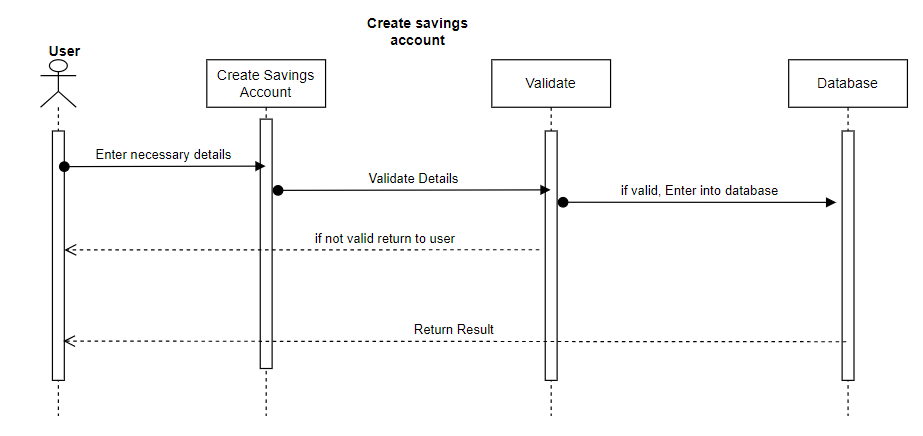 Create savings
account
User
Create Savings
Account
Validate
Database
Enter necessary details
Validate Details
if valid, Enter into database
if not valid return to user
Return Result